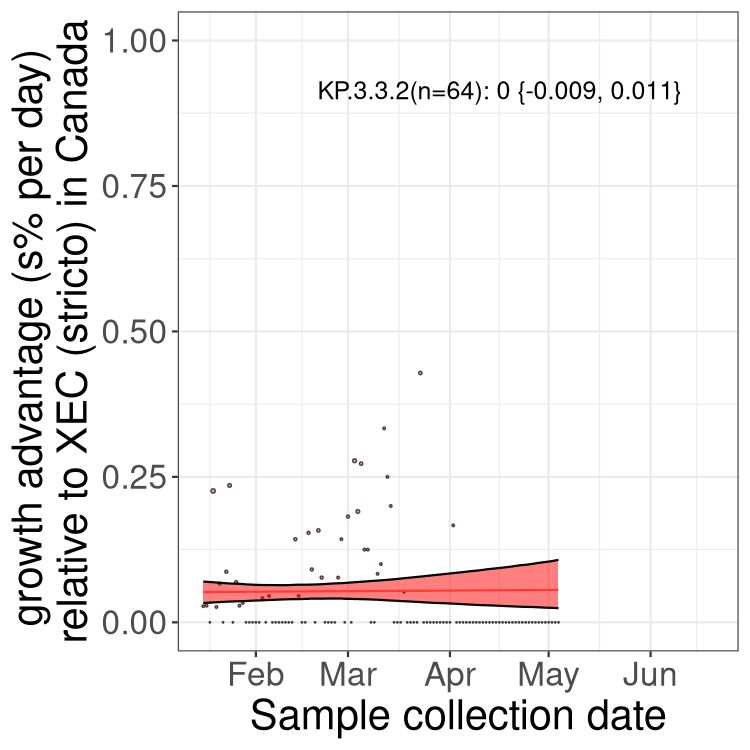 growth advantage (s% per day)
relative to XEC (stricto) in Canada
1.00
0.75
0.50
0.25
0.00
KP.3.3.2(n=64): 0 {-0.009, 0.011}
Feb Mar Apr May Jun
Sample collection date